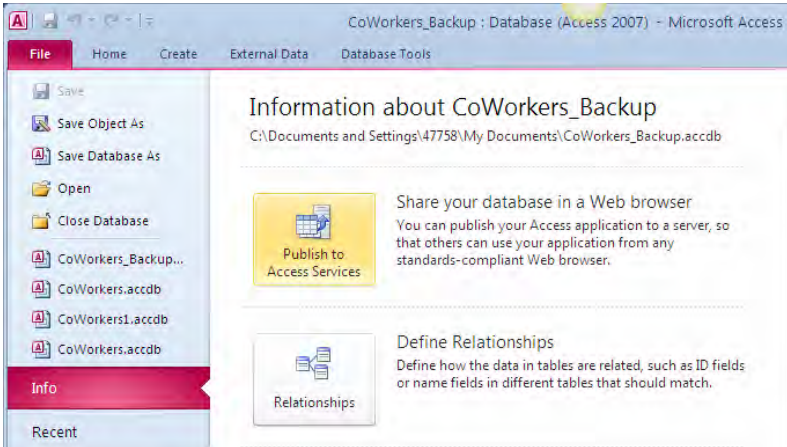 CoWorkers_Backup : Database (Access 2007) - Microsoft Access
File Home Create External Data Database Tools
Save
Save Object As
Save Database As
Open
Close Database
CoWorkers_Backup...
CoWorkers.accdb
CoWorkers1.accdb
CoWorkers.accdb
Info
Recent
Information about CoWorkers_Backup
C:\Documents and Settings\47758\My Documents\CoWorkers_Backup.accdb
Publish to
Access Services
Share your database in a Web browser
You can publish your Access application to a server, so
that others can use your application from any
standards-compliant Web browser.
Relationships
Define Relationships
Define how the data in tables are related, such as ID fields
or name fields in different tables that should match.